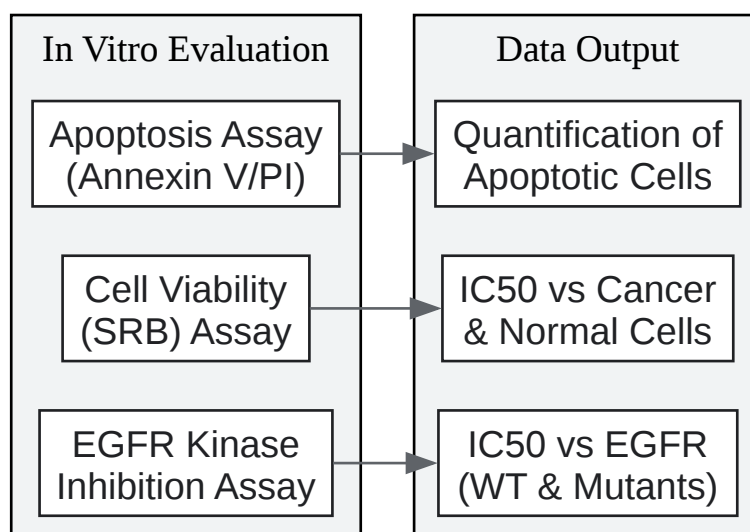 In Vitro Evaluation
Apoptosis Assay
(Annexin V/PI)
Cell Viability
(SRB) Assay
EGFR Kinase
Inhibition Assay
Data Output
Quantification of
Apoptotic Cells
IC50 vs Cancer
& Normal Cells
IC50 vs EGFR
(WT & Mutants)